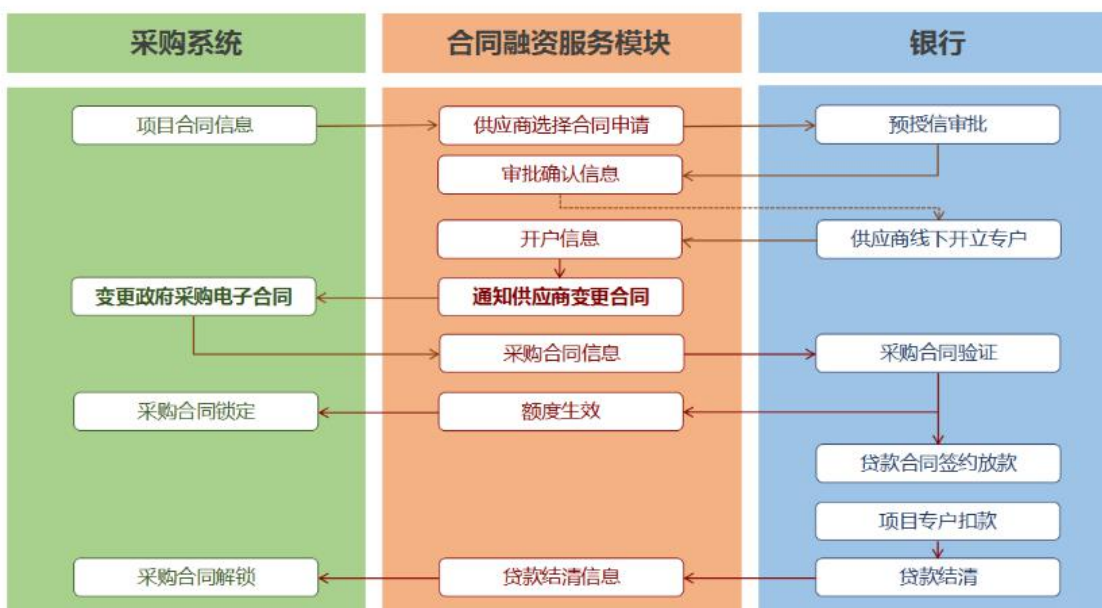 采购系统
合同融资服务模块
银行
项目合同信息
供应商选择合同申请
预授信审批
审批确认信息
开户信息
供应商线下开立专户
变更政府采购电子合同
通知供应商变更合同
采购合同信息
采购合同验证
采购合同锁定
额度生效
贷款合同签约放款
项目专户扣款
采购合同解锁
贷款结清信息
贷款结清